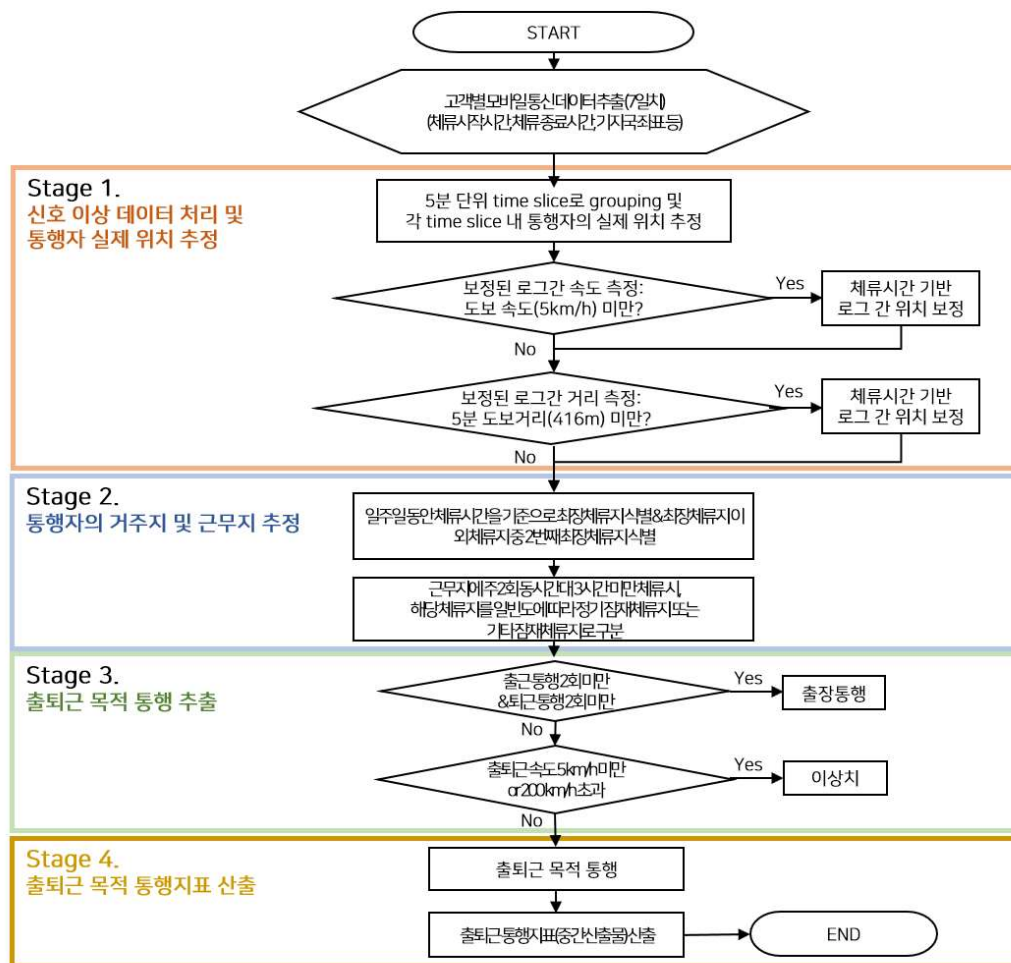 START
고객별 모바일 통신 데이터 추출(7일치)
(체류시작시간, 체류종료시간, 기지국좌표 등)
Stage 1.
신호 이상 데이터 처리 및
통행자 실제 위치 추정
5분 단위 time slice로 grouping 및
각 time slice 내 통행자의 실제 위치 추정
보정된 로그간 속도 측정:
도보 속도(5km/h) 미만?
Yes
체류시간 기반
로그 간 위치 보정
No
보정된 로그간 거리 측정:
5분 도보거리(416m) 미만?
Yes
체류시간 기반
로그 간 위치 보정
No
Stage 2.
통행자의 거주지 및 근무지 추정
일주일 동안 체류시간을 기준으로 최장 체류지 식별 & 최장 체류지 이
외 체류지 중 2번째 최장 체류지 식별
근무지에 주 2회 동시간대 3시간 미만 체류 시,
해당 체류지를 일 빈도에 따라 정기 잠재 체류지 또는
기타 잠재 체류지로 구분
Stage 3.
출퇴근 목적 통행 추출
출근통행 2회 미만
& 퇴근통행 2회 미만
Yes
출장통행
No
출퇴근 속도 5km/h 미만
or 200km/h 초과
Yes
이상치
No
Stage 4.
출퇴근 목적 통행지표 산출
출퇴근 목적 통행
출퇴근 통행지표(중간산출물) 산출
END